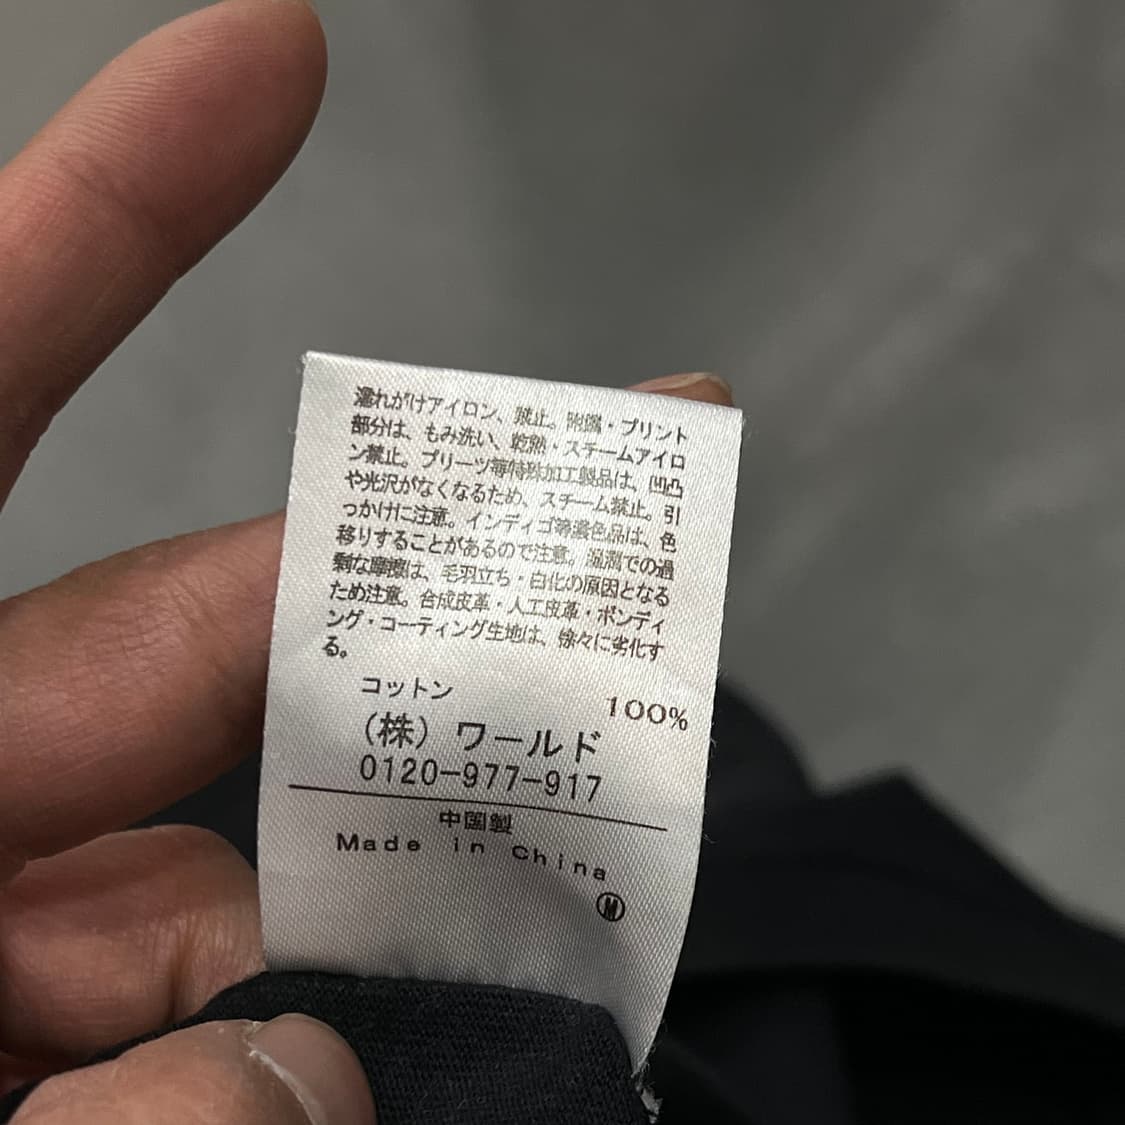 濡れがけアイロン、禁止。附属・プリント
部分は、もみ洗い、乾熱・スチームアイロ
ン禁止。プリーツ等特殊加工製品は、凹凸
や光沢がなくなるため、スチーム禁止。引
っかけに注意。インディゴ等濃色品は、色
移りすることがあるので注意。湿潤での過
剰な摩擦は、毛羽立ち・白化の原因となる
ため注意。合成皮革・人工皮革・ボンディ
ング・コーティング生地は、徐々に劣化す
る。
コットン 100%
(株) ワールド
0120-977-917
中国製
Made in China
Ⓜ